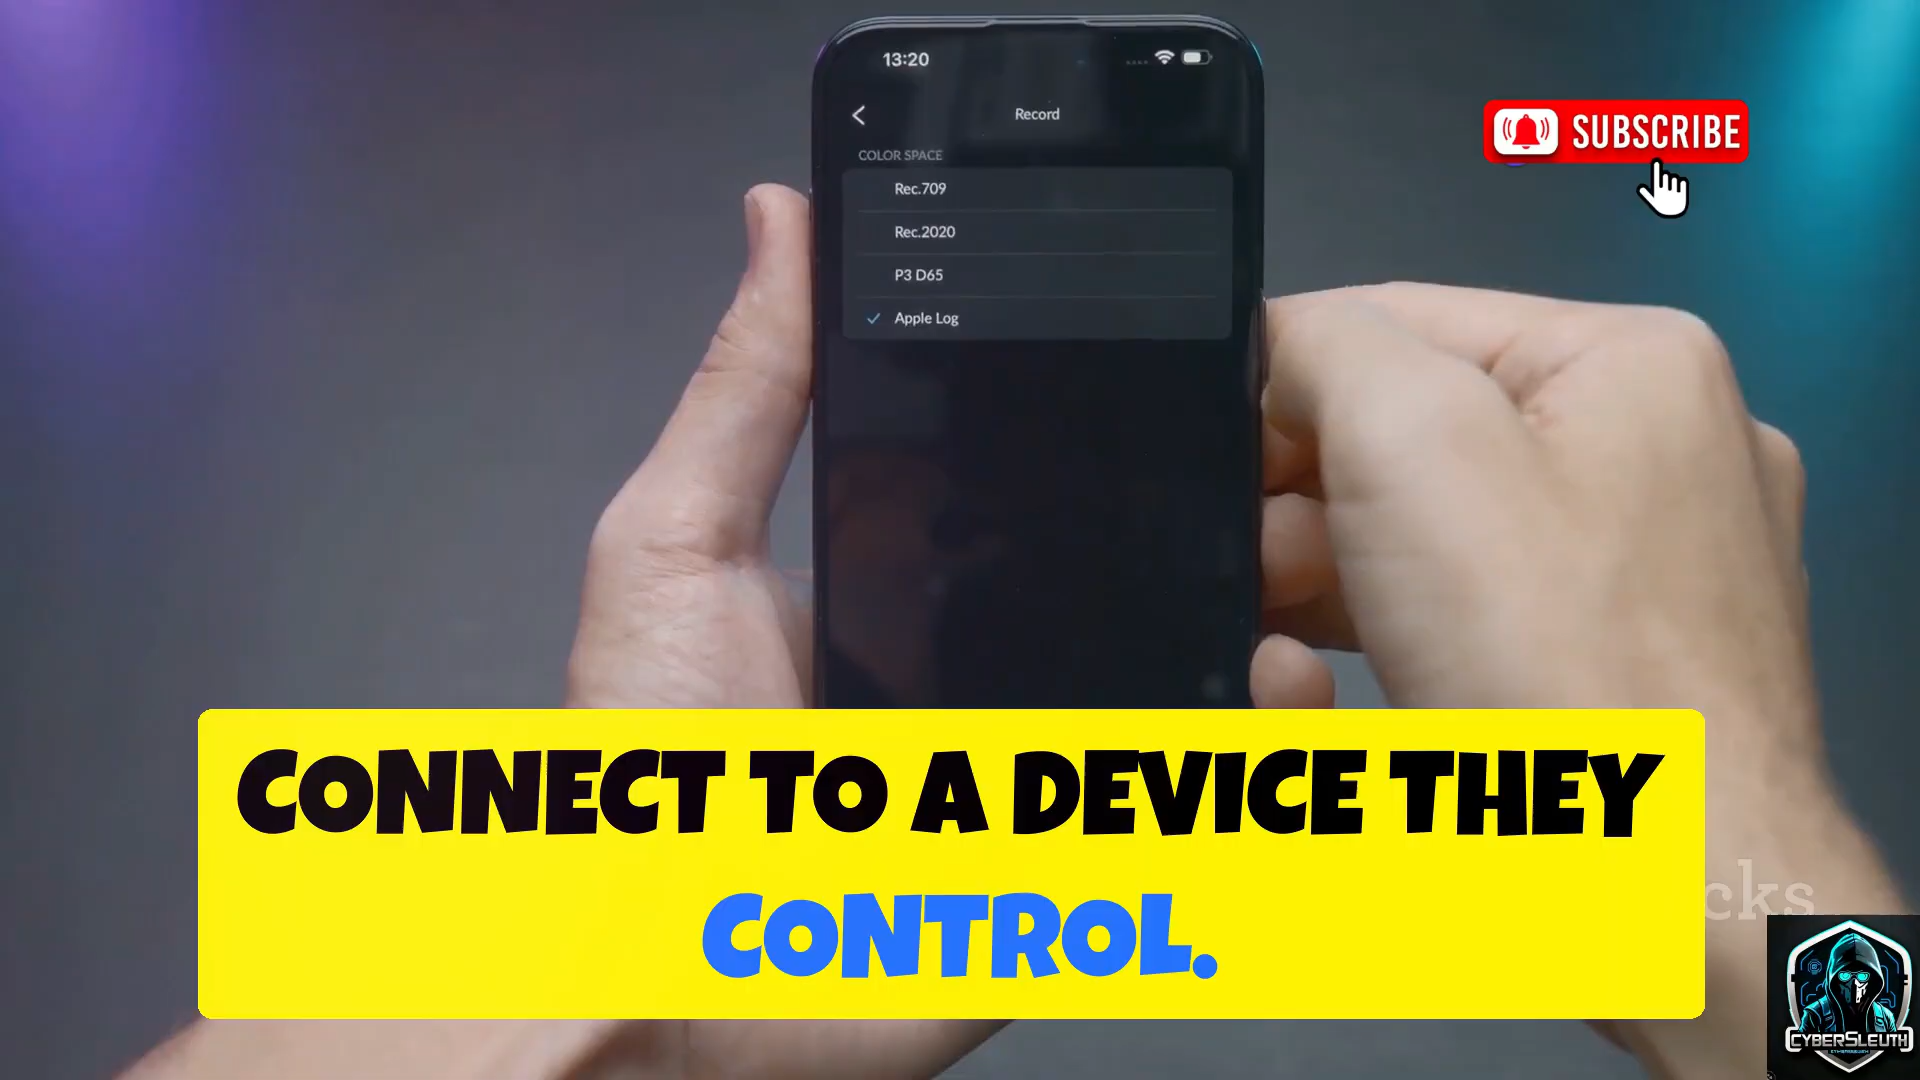 13:20
Record
SUBSCRIBE
COLOR SPACE
Rec.709
Rec.2020
P3 D65
Apple Log
CONNECT TO A DEVICE THEY
CONTROL.
cks
CYBERSLEUTH